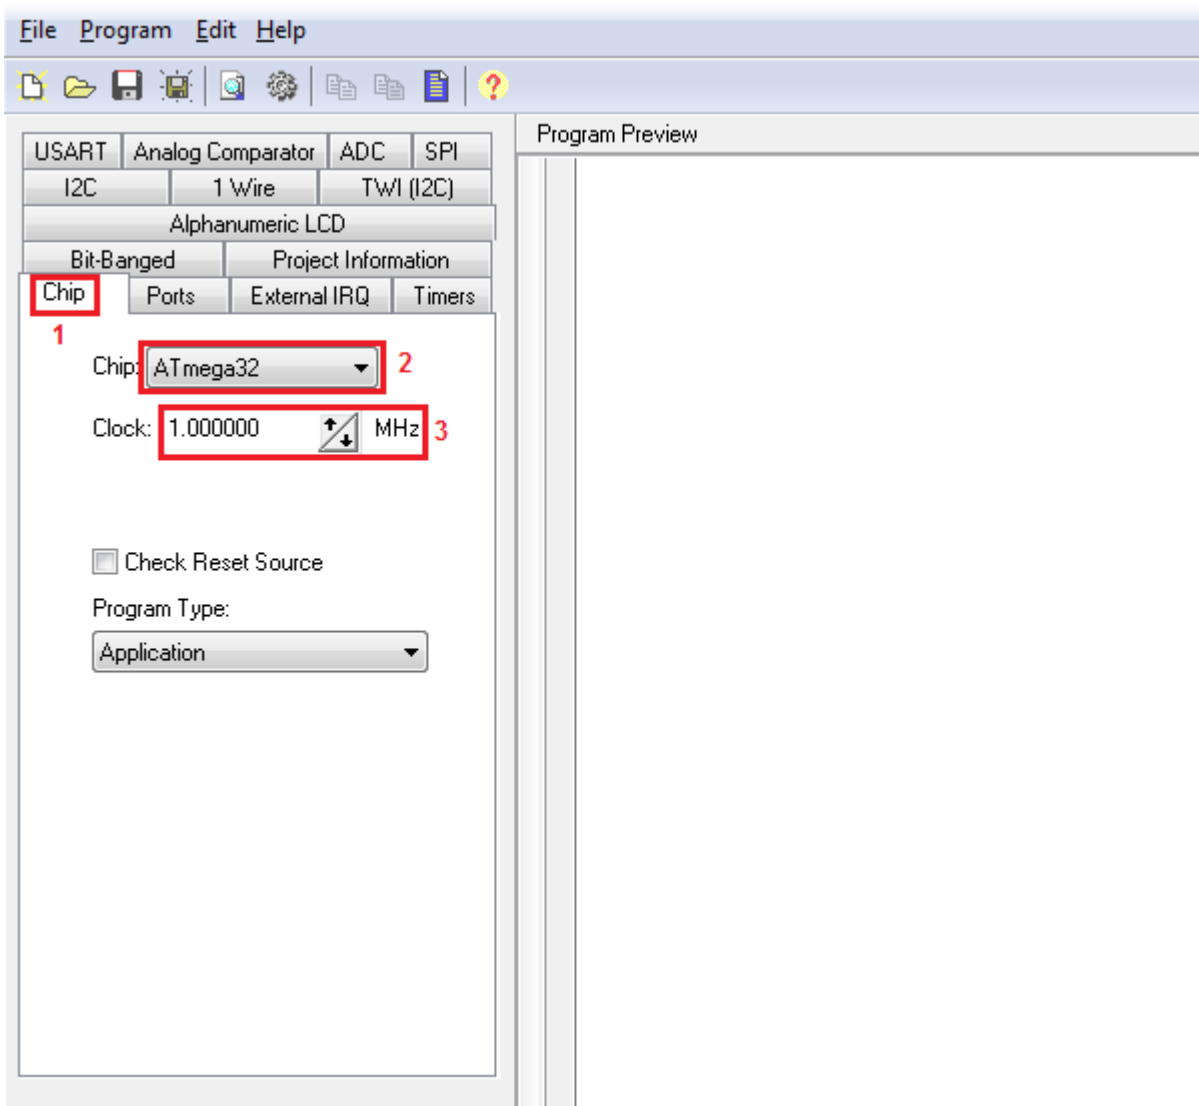 File Program Edit Help
?
Program Preview
USART Analog Comparator ADC SPI
I2C 1 Wire TWI (I2C)
Alphanumeric LCD
Bit-Banged Project Information
Chip Ports External IRQ Timers
1
Chip: ATmega32 2
Clock: 1.000000 MHz 3
Check Reset Source
Program Type:
Application